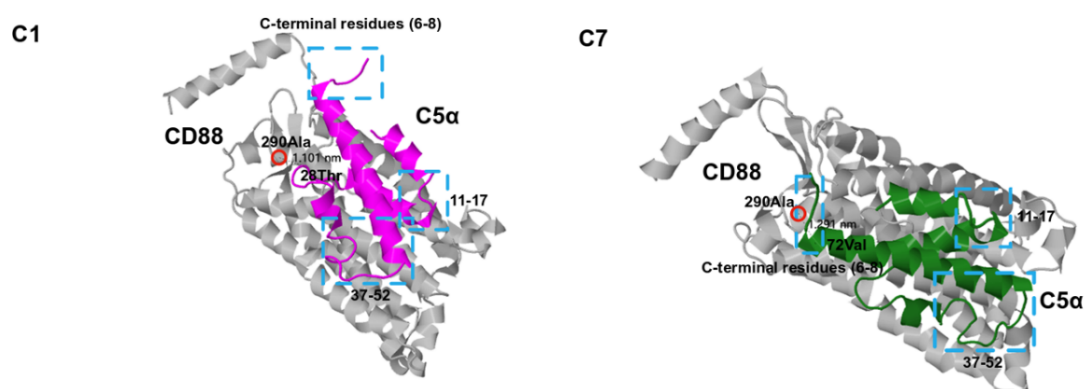 C1
C-terminal residues (6-8)
CD88
C5α
290Ala
1.101 nm
28Thr
11-17
37-52
C7
CD88
290Ala
1.291 nm
72Val
11-17
C-terminal residues (6-8)
C5α
37-52